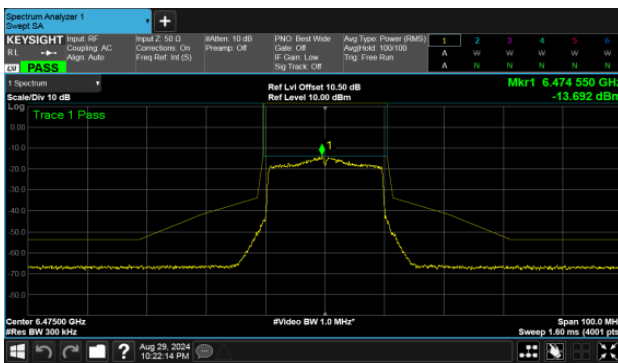 Spectrum Analyzer 1
Swept SA
KEYSIGHT
R L
LXI PASS
Input: RF
Coupling: AC
Align: Auto
Input Z: 50 Ω
Corrections: On
Freq Ref: Int (S)
#Atten: 10 dB
Preamp: Off
PNO: Best Wide
Gate: Off
IF Gain: Low
Sig Track: Off
Avg Type: Power (RMS)
Avg|Hold: 100/100
Trig: Free Run
1 2 3 4 5 6
A W W W W W
A N N N N N
1 Spectrum
Scale/Div 10 dB
Log
Ref Lvl Offset 10.50 dB
Ref Level 10.00 dBm
Mkr1 6.474 550 GHz
-13.692 dBm
Trace 1 Pass
1
0.00
-10.0
-20.0
-30.0
-40.0
-50.0
-60.0
-70.0
-80.0
Center 6.47500 GHz
#Res BW 300 kHz
#Video BW 1.0 MHz*
Span 100.0 MH
Sweep 1.60 ms (4001 pts
?
Aug 29, 2024
10:22:14 PM